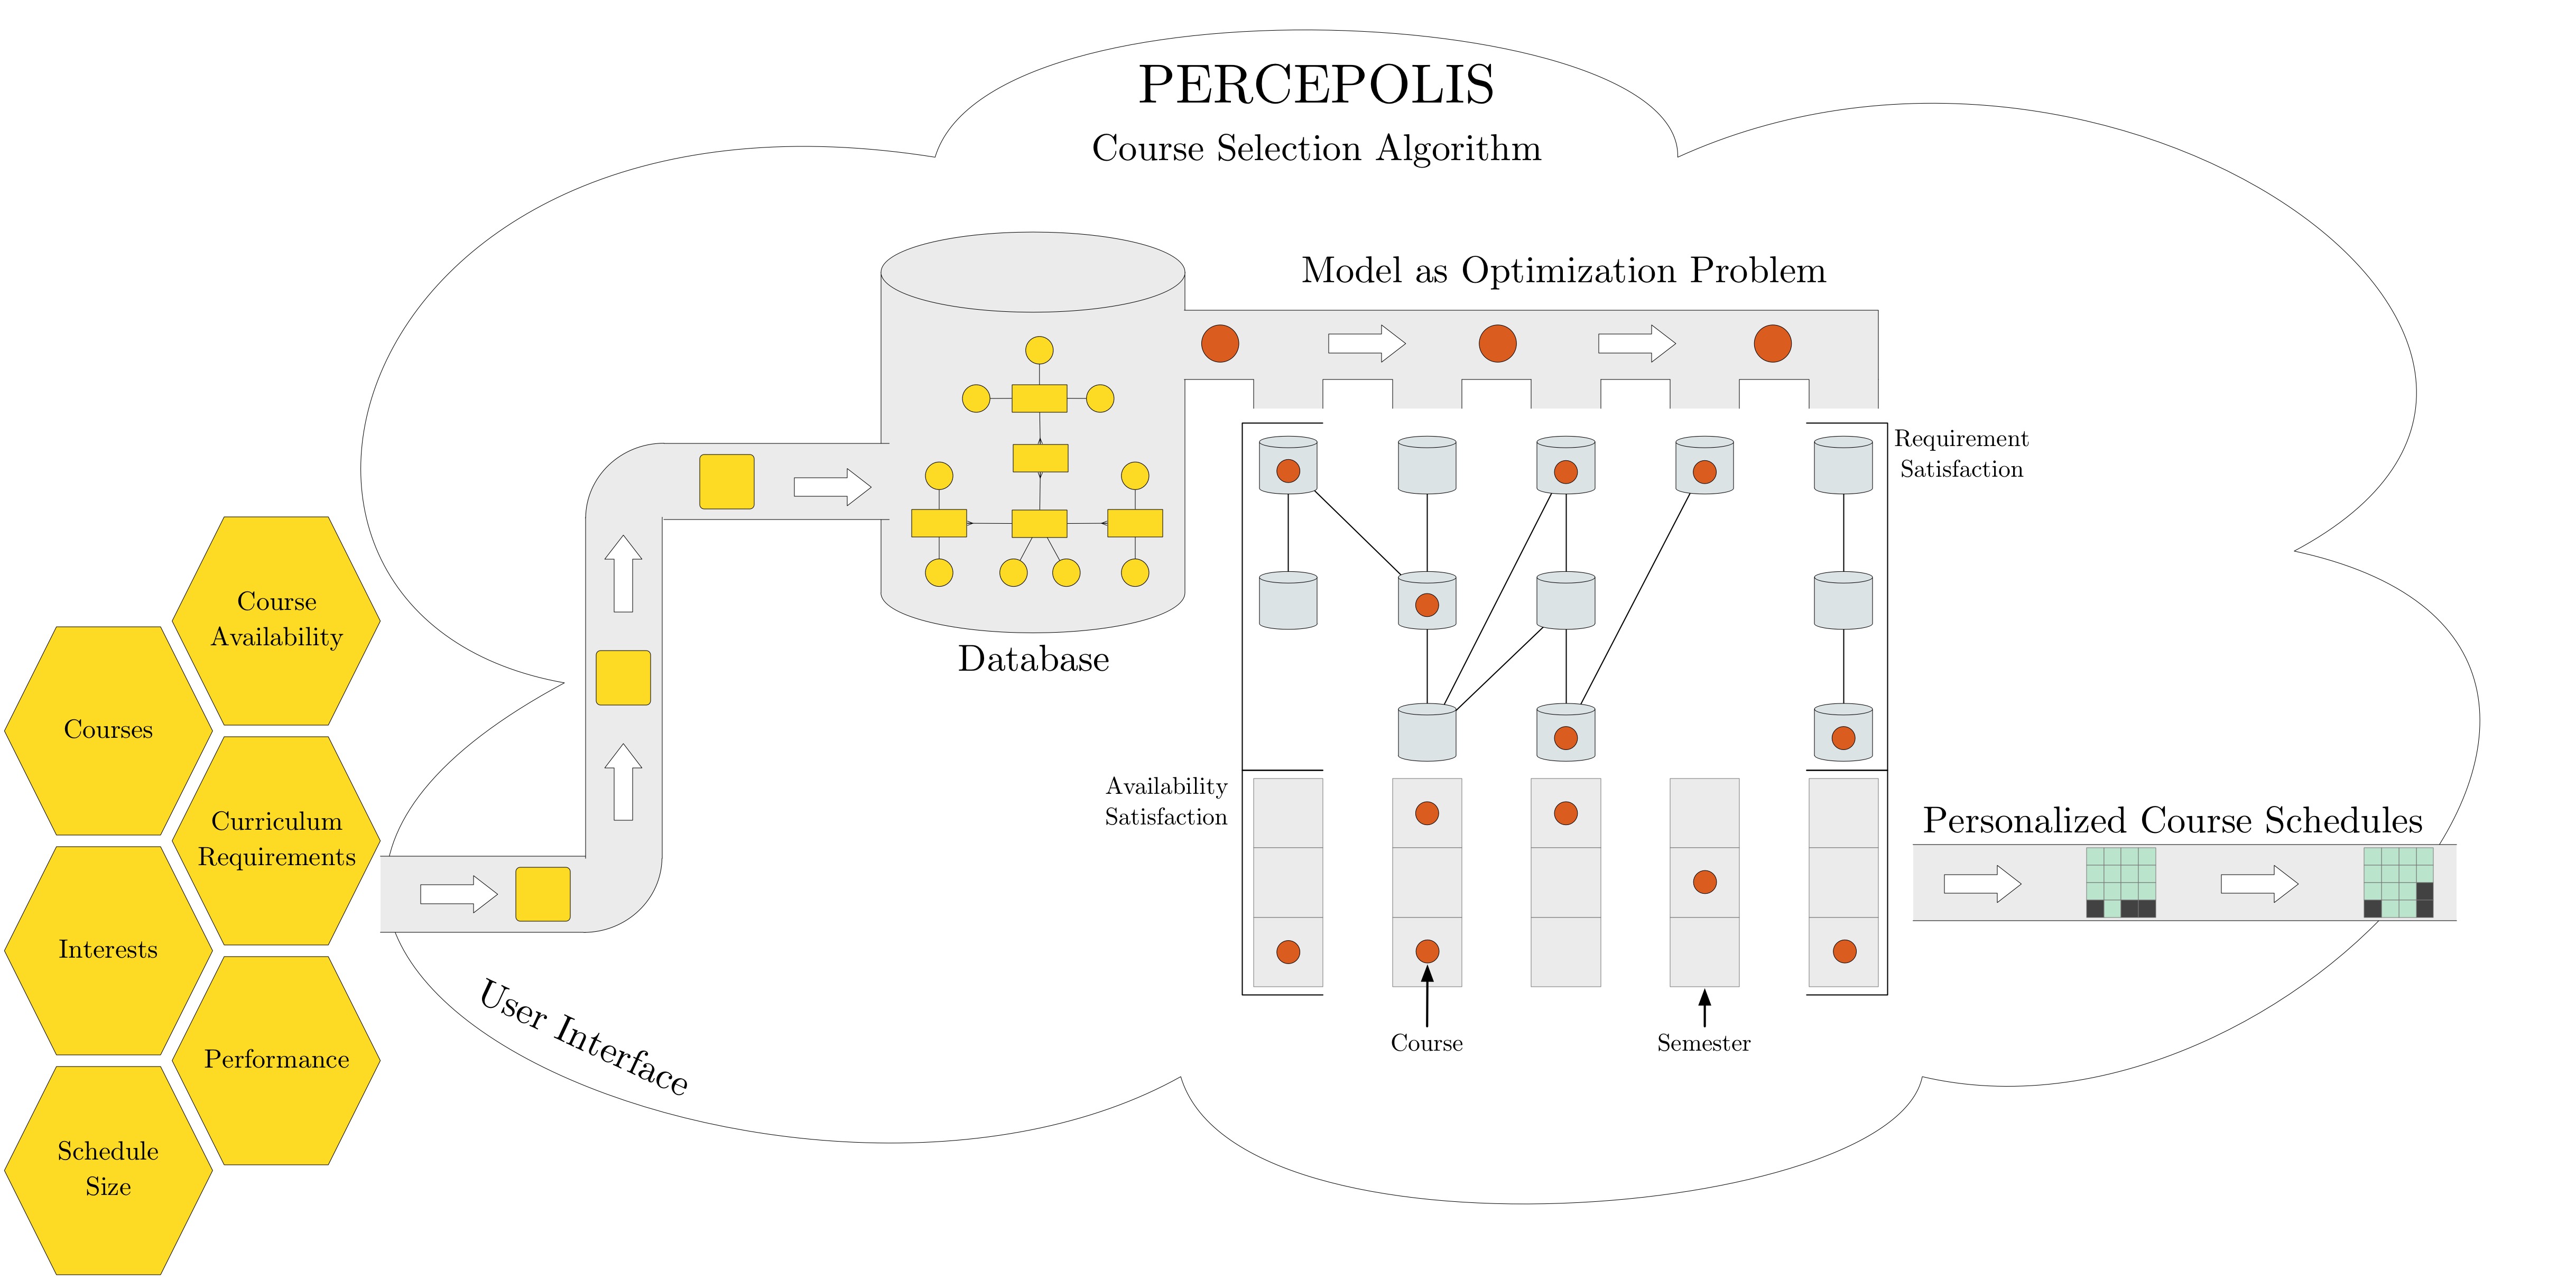 PERCEPOLIS
Course Selection Algorithm
Model as Optimization Problem
Requirement
Satisfaction
Database
Availability
Satisfaction
Course
Semester
Personalized Course Schedules
User Interface
Course
Availability
Courses
Curriculum
Requirements
Interests
Performance
Schedule
Size